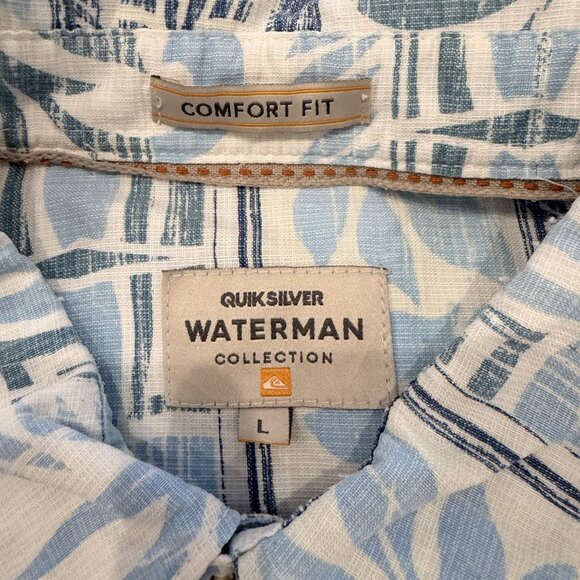 COMFORT FIT
QUIKSILVER
WATERMAN
COLLECTION
L